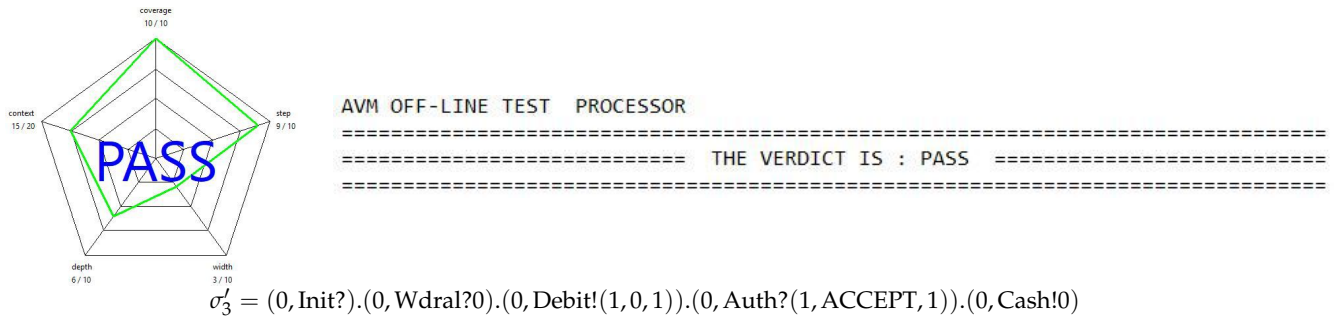 coverage
10 / 10
context
15 / 20
step
9 / 10
PASS
depth
6 / 10
width
3 / 10
AVM OFF-LINE TEST PROCESSOR
================================================================================
============================ THE VERDICT IS : PASS ===========================
================================================================================
σ′₃ = (0, Init?).(0, Wdral?0).(0, Debit!(1, 0, 1)).(0, Auth?(1, ACCEPT, 1)).(0, Cash!0)